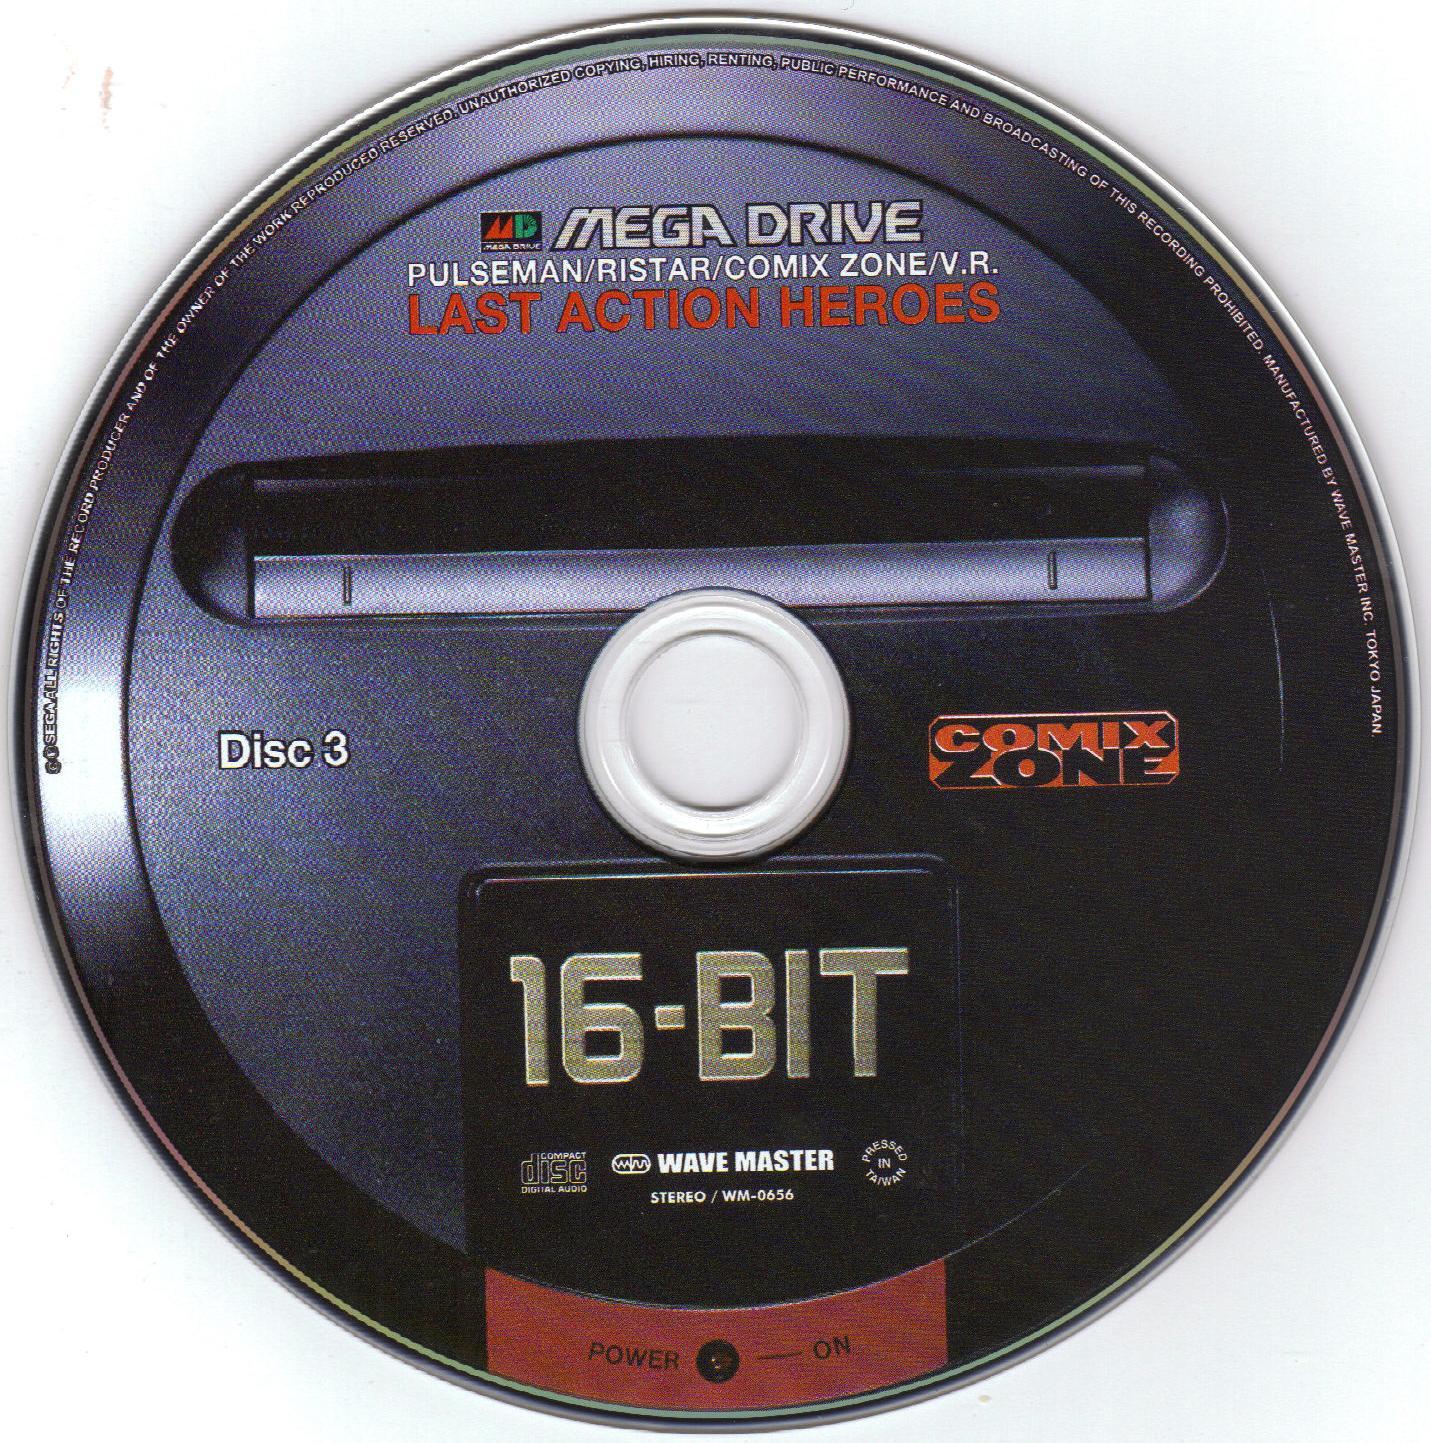 ℗©SEGA ALL RIGHTS OF THE RECORD PRODUCER AND OF THE OWNER OF THE WORK REPRODUCED RESERVED. UNAUTHORIZED COPYING, HIRING, RENTING, PUBLIC PERFORMANCE AND BROADCASTING OF THIS RECORDING PROHIBITED. MANUFACTURED BY WAVE MASTER INC. TOKYO JAPAN.
MD MEGA DRIVE
MEGA DRIVE
PULSEMAN/RISTAR/COMIX ZONE/V.R.
LAST ACTION HEROES
Disc 3
COMIX
ZONE
16-BIT
COMPACT
disc
DIGITAL AUDIO
WAVE MASTER
STEREO / WM-0656
PRESSED
IN
TAIWAN
POWER — ON